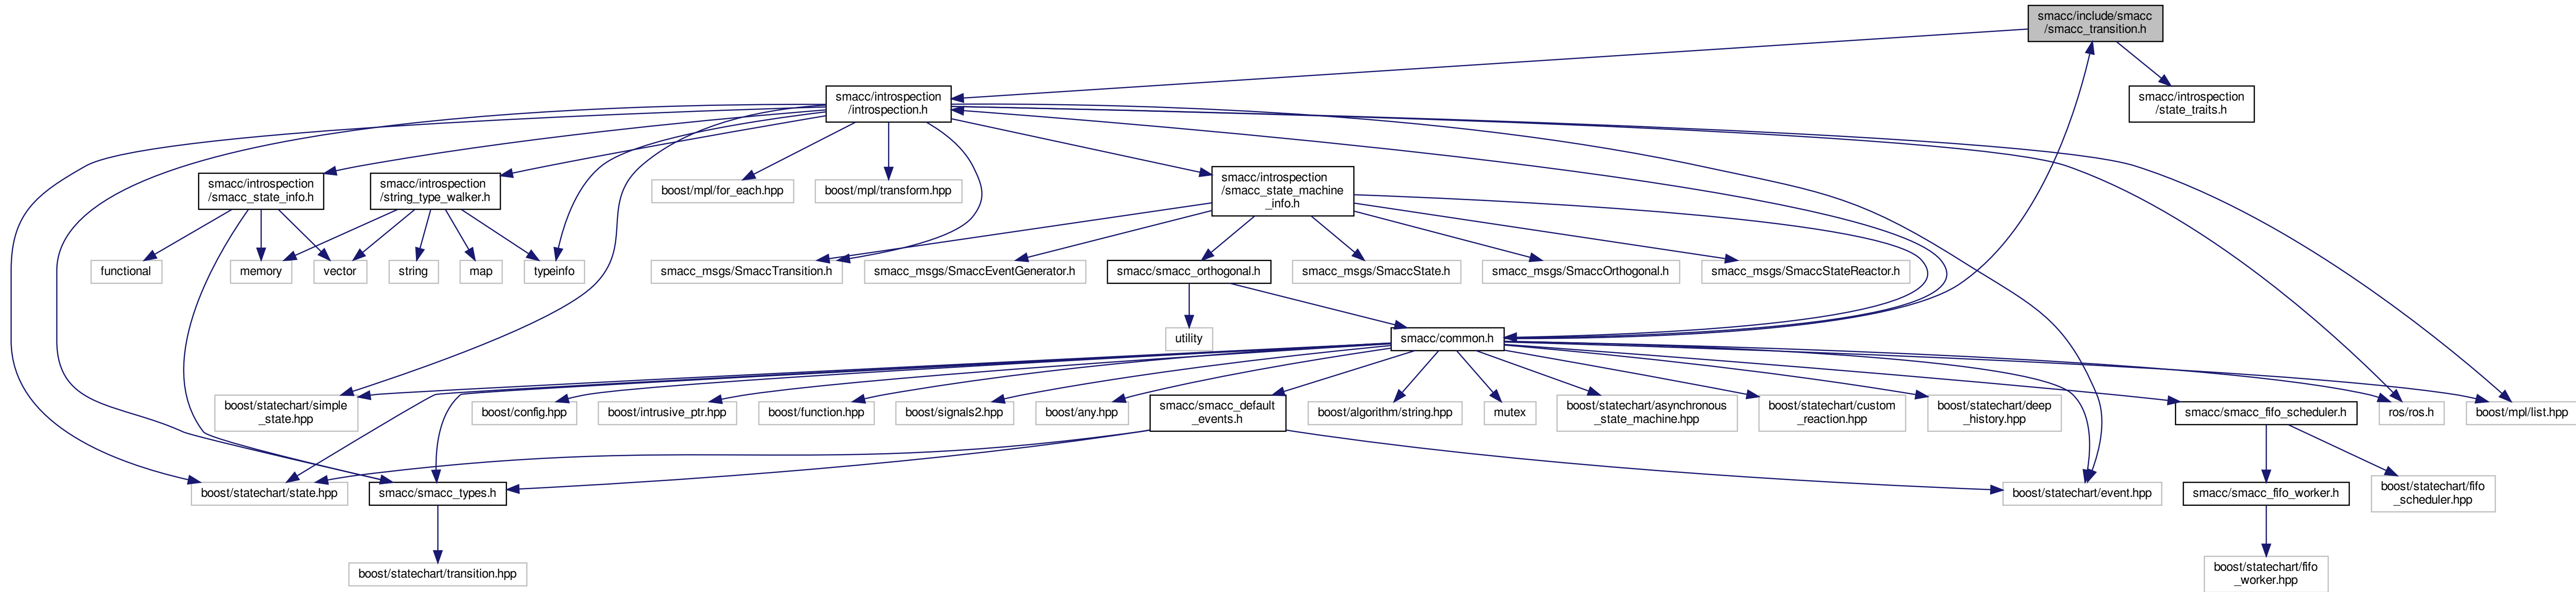 smacc/include/smacc
/smacc_transition.h
smacc/introspection
/introspection.h
smacc/introspection
/state_traits.h
smacc/introspection
/smacc_state_info.h
smacc/introspection
/string_type_walker.h
boost/mpl/for_each.hpp
boost/mpl/transform.hpp
smacc/introspection
/smacc_state_machine
_info.h
functional
memory
vector
string
map
typeinfo
smacc_msgs/SmaccTransition.h
smacc_msgs/SmaccEventGenerator.h
smacc/smacc_orthogonal.h
smacc_msgs/SmaccState.h
smacc_msgs/SmaccOrthogonal.h
smacc_msgs/SmaccStateReactor.h
utility
smacc/common.h
boost/statechart/simple
_state.hpp
boost/config.hpp
boost/intrusive_ptr.hpp
boost/function.hpp
boost/signals2.hpp
boost/any.hpp
smacc/smacc_default
_events.h
boost/algorithm/string.hpp
mutex
boost/statechart/asynchronous
_state_machine.hpp
boost/statechart/custom
_reaction.hpp
boost/statechart/deep
_history.hpp
smacc/smacc_fifo_scheduler.h
ros/ros.h
boost/mpl/list.hpp
boost/statechart/state.hpp
smacc/smacc_types.h
boost/statechart/event.hpp
smacc/smacc_fifo_worker.h
boost/statechart/fifo
_scheduler.hpp
boost/statechart/transition.hpp
boost/statechart/fifo
_worker.hpp